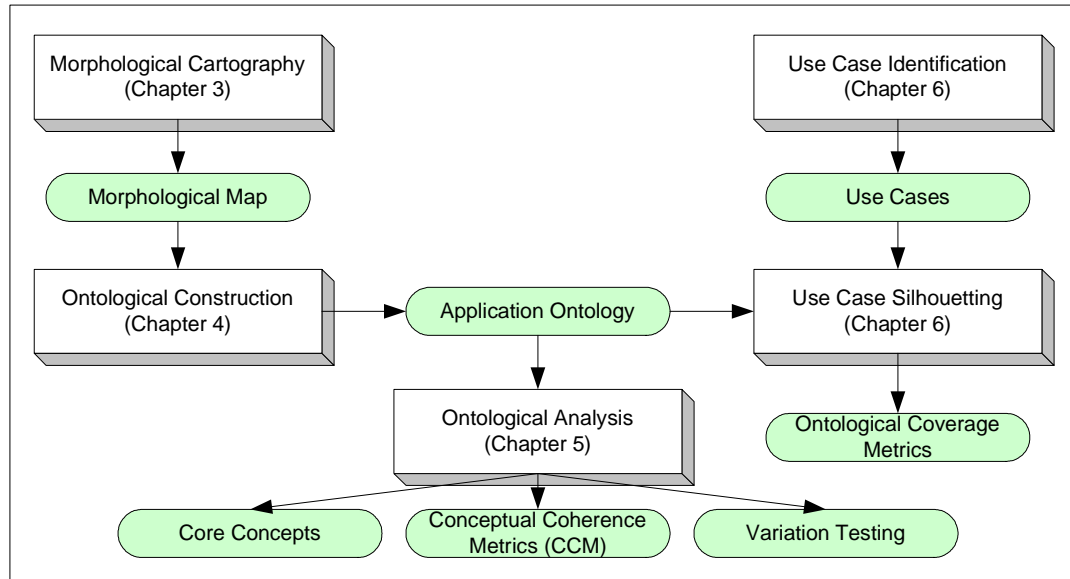 Morphological Cartography
(Chapter 3)
Use Case Identification
(Chapter 6)
Morphological Map
Use Cases
Ontological Construction
(Chapter 4)
Application Ontology
Use Case Silhouetting
(Chapter 6)
Ontological Analysis
(Chapter 5)
Ontological Coverage
Metrics
Core Concepts
Conceptual Coherence
Metrics (CCM)
Variation Testing